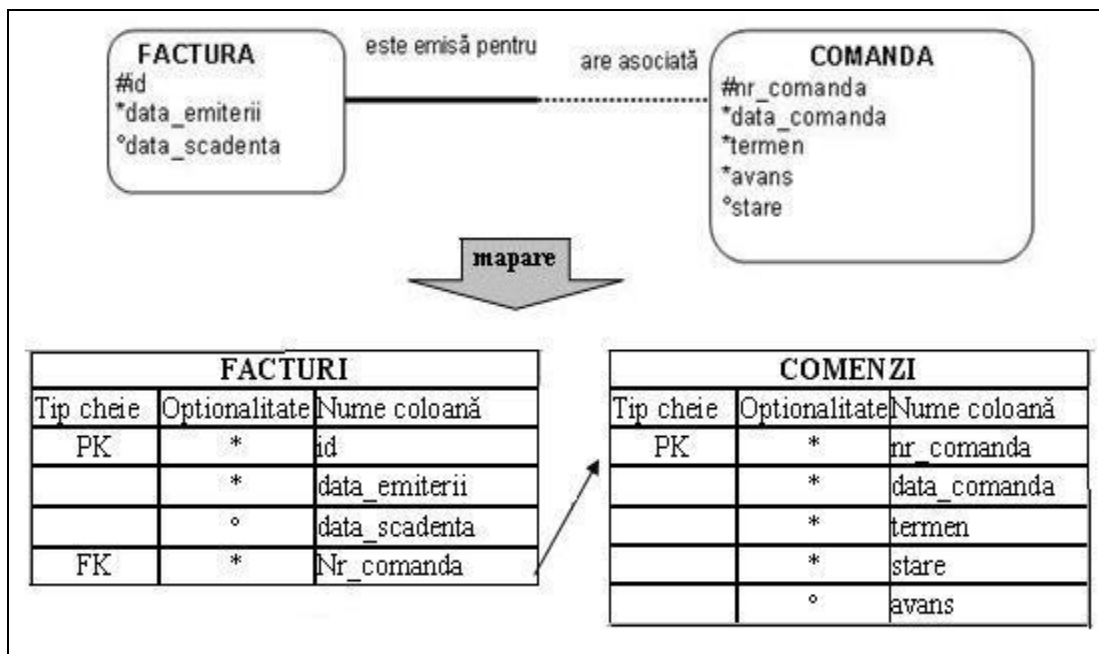 FACTURA
#id
*data_emiterii
°data_scadenta
este emisă pentru
are asociată
COMANDA
#nr_comanda
*data_comanda
*termen
*avans
°stare
mapare
FACTURI
Tip cheie Optionalitate Nume coloană
PK * id
* data_emiterii
° data_scadenta
FK * Nr_comanda
COMENZI
Tip cheie Optionalitate Nume coloană
PK * nr_comanda
* data_comanda
* termen
* stare
° avans